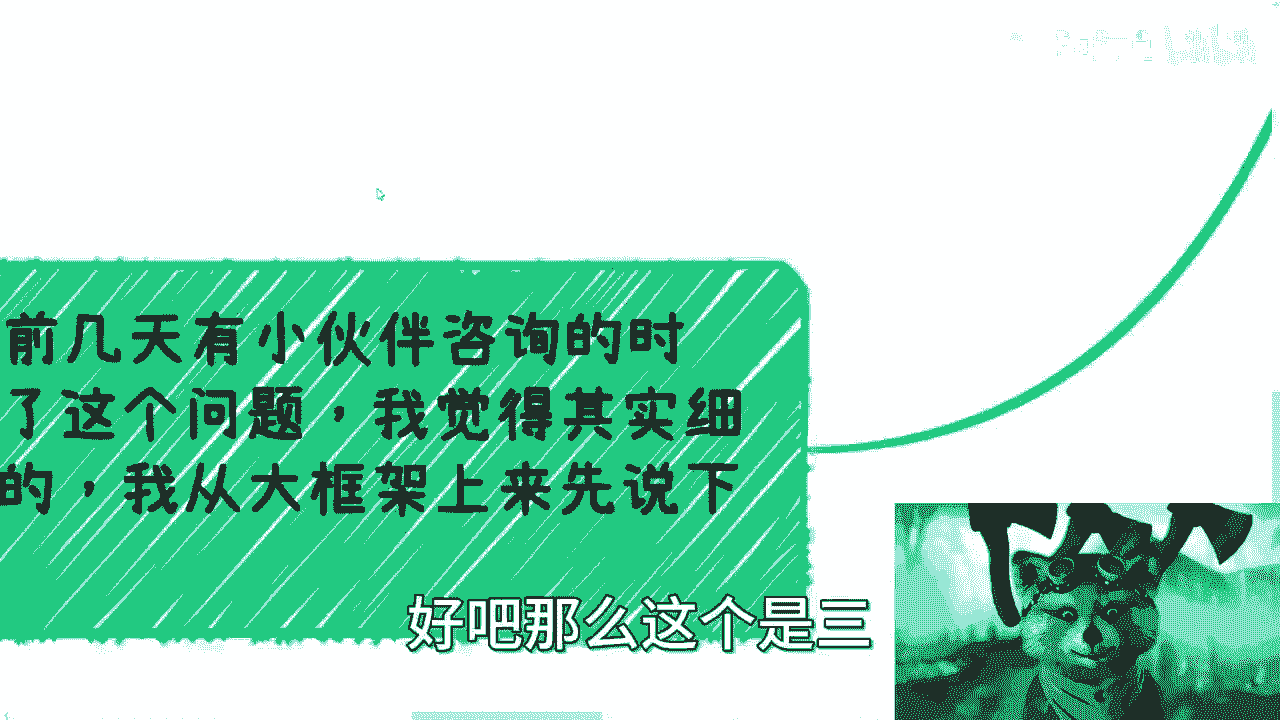 前几天有小伙伴咨询的时
了这个问题，我觉得其实细
的，我从大框架上来先说下
好吧那么这个是三